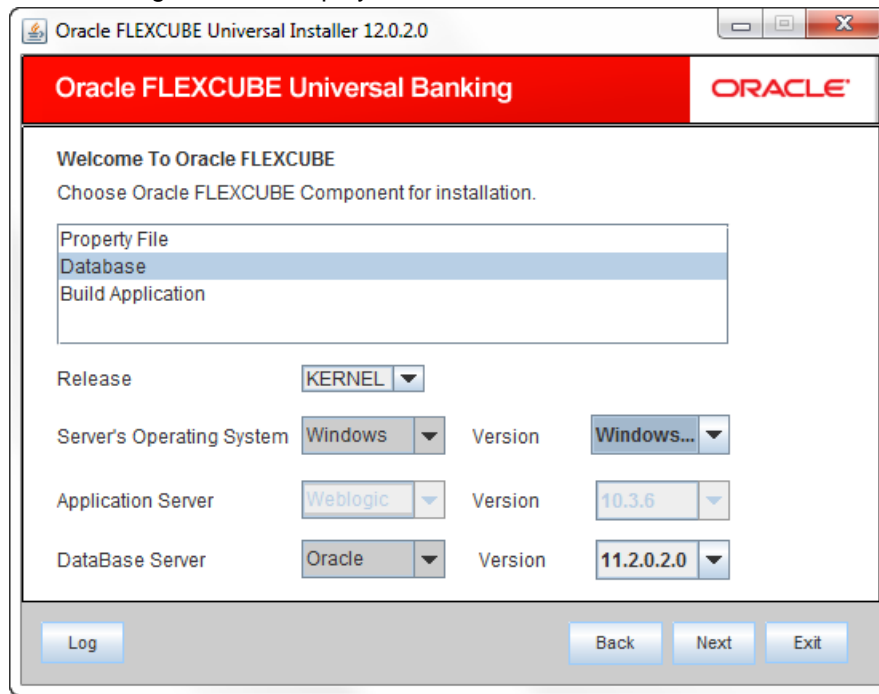 Oracle FLEXCUBE Universal Installer 12.0.2.0
Oracle FLEXCUBE Universal Banking ORACLE
Welcome To Oracle FLEXCUBE
Choose Oracle FLEXCUBE Component for installation.
Property File
Database
Build Application
Release KERNEL
Server's Operating System Windows Version Windows...
Application Server Weblogic Version 10.3.6
DataBase Server Oracle Version 11.2.0.2.0
Log Back Next Exit